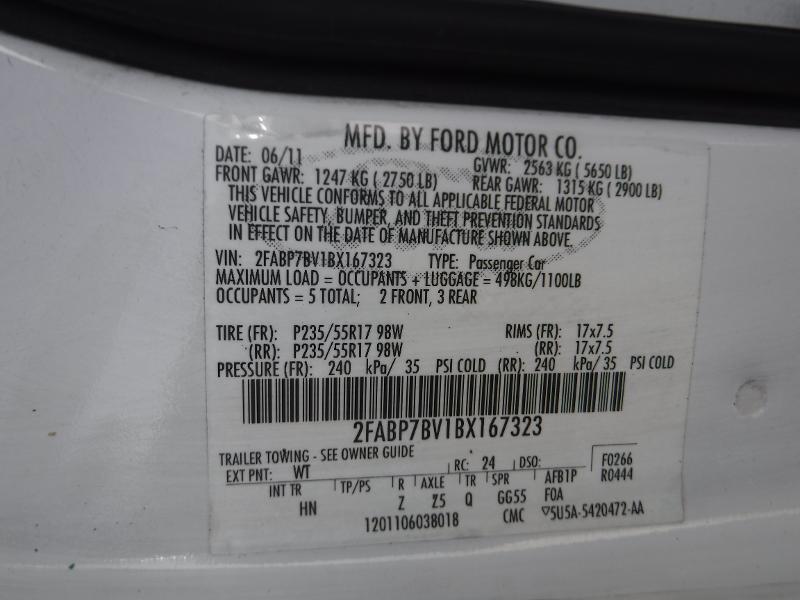 MFD. BY FORD MOTOR CO.
DATE: 06/11 GVWR: 2563 KG ( 5650 LB)
FRONT GAWR: 1247 KG ( 2750 LB) REAR GAWR: 1315 KG ( 2900 LB)
THIS VEHICLE CONFORMS TO ALL APPLICABLE FEDERAL MOTOR
VEHICLE SAFETY, BUMPER, AND THEFT PREVENTION STANDARDS
IN EFFECT ON THE DATE OF MANUFACTURE SHOWN ABOVE.
VIN: 2FABP7BV1BX167323 TYPE: Passenger Car
MAXIMUM LOAD = OCCUPANTS + LUGGAGE = 498KG/1100LB
OCCUPANTS = 5 TOTAL; 2 FRONT, 3 REAR
TIRE (FR): P235/55R17 98W RIMS (FR): 17x7.5
(RR): P235/55R17 98W (RR): 17x7.5
PRESSURE (FR): 240 kPa/ 35 PSI COLD (RR): 240 kPa/ 35 PSI COLD
2FABP7BV1BX167323
TRAILER TOWING - SEE OWNER GUIDE
EXT PNT: WT RC: 24 DSO: F0266
INT TR TP/PS R AXLE TR SPR AFB1P R0444
HN Z Z5 Q GG55 FOA
1201106038018 CMC ▽5U5A-5420472-AA